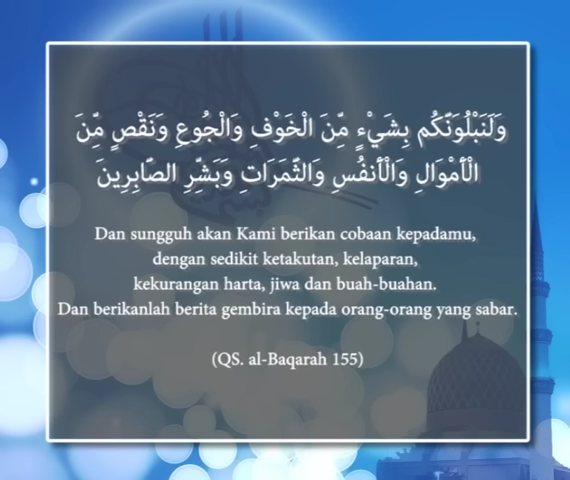 وَلَنَبْلُوَنَّكُم بِشَيْءٍ مِّنَ الْخَوْفِ وَالْجُوعِ وَنَقْصٍ مِّنَ
الْأَمْوَالِ وَالْأَنفُسِ وَالثَّمَرَاتِ وَبَشِّرِ الصَّابِرِينَ
Dan sungguh akan Kami berikan cobaan kepadamu,
dengan sedikit ketakutan, kelaparan,
kekurangan harta, jiwa dan buah-buahan.
Dan berikanlah berita gembira kepada orang-orang yang sabar.
(QS. al-Baqarah 155)